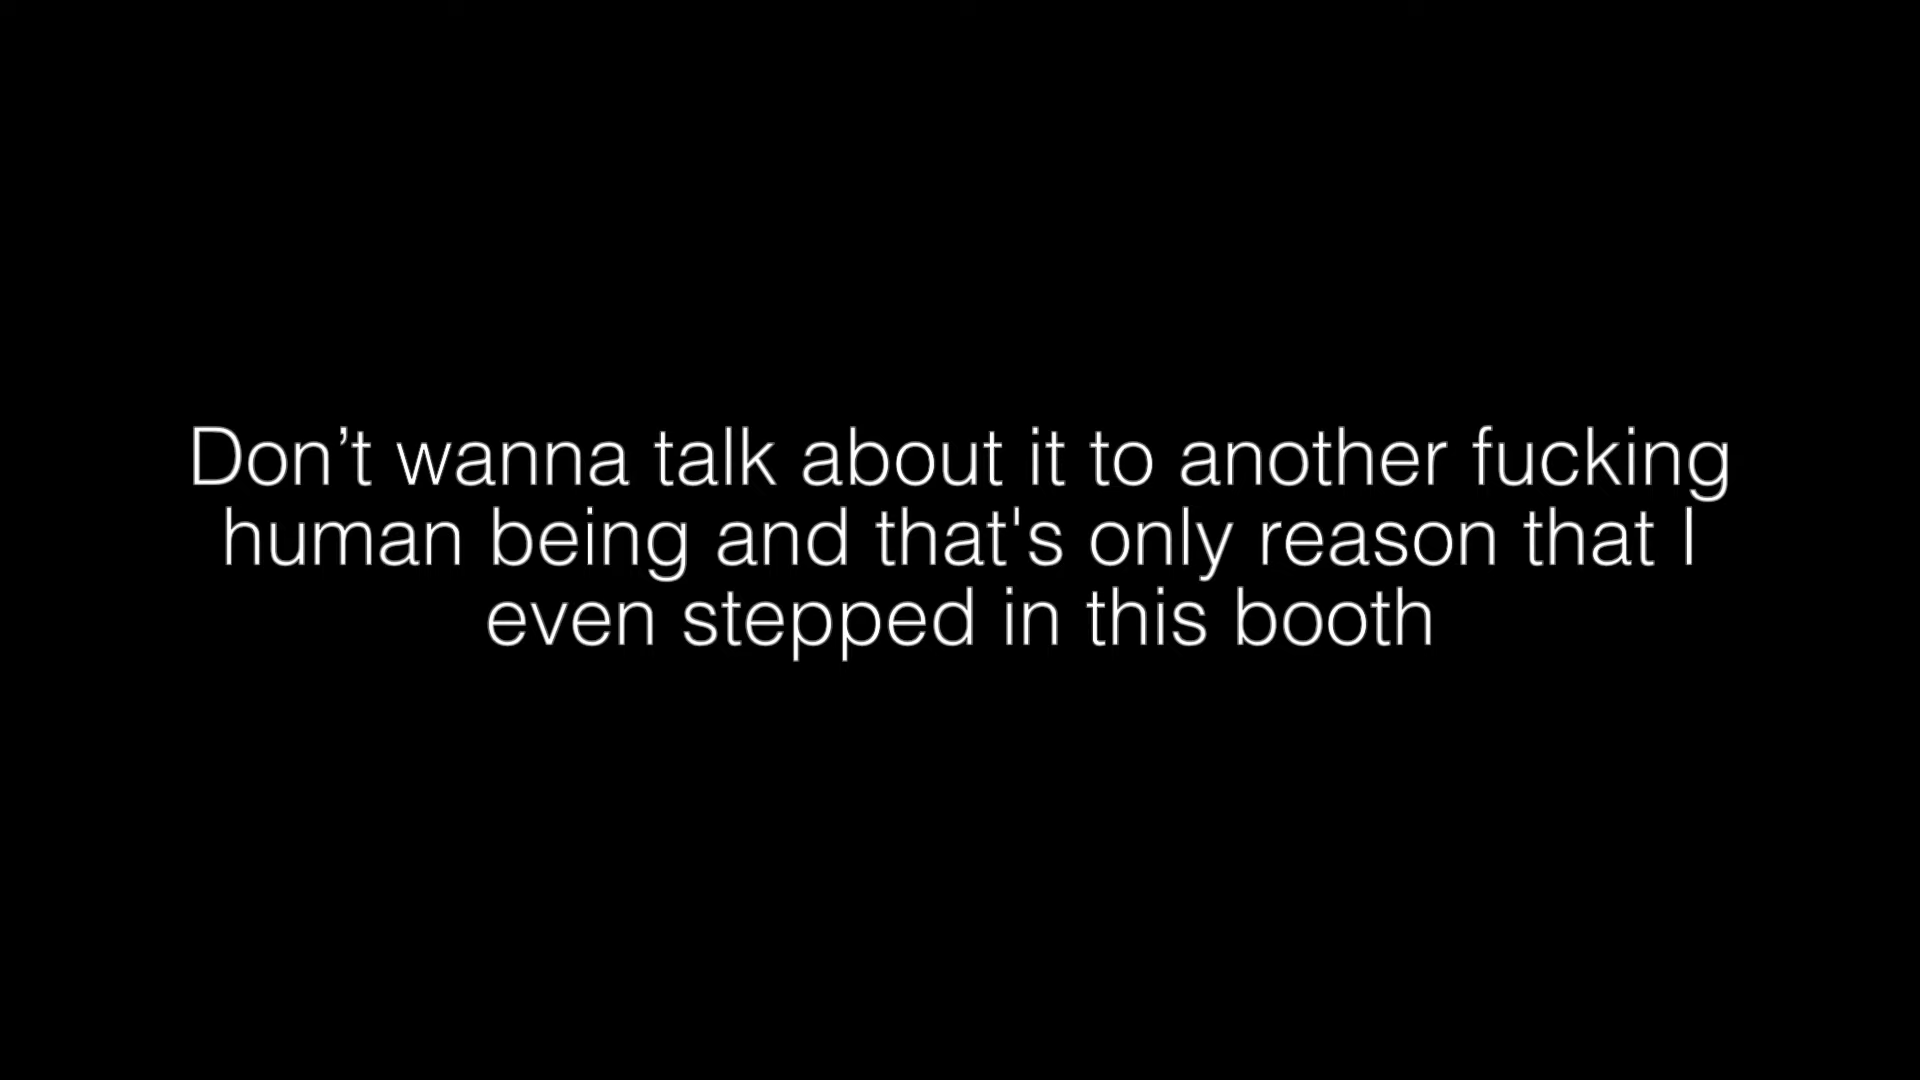 Don’t wanna talk about it to another fucking
human being and that's only reason that I
even stepped in this booth